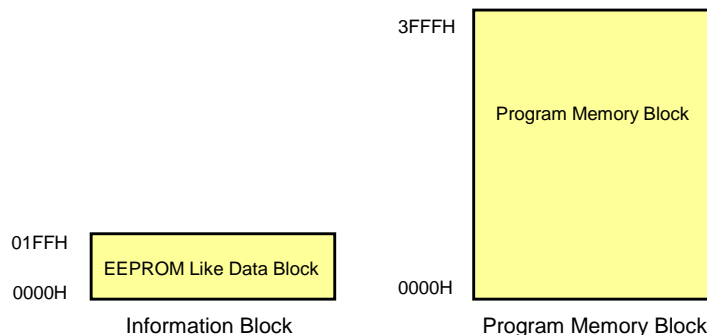 3FFFH
Program Memory Block
01FFH
EEPROM Like Data Block
0000H
0000H
Information Block
Program Memory Block